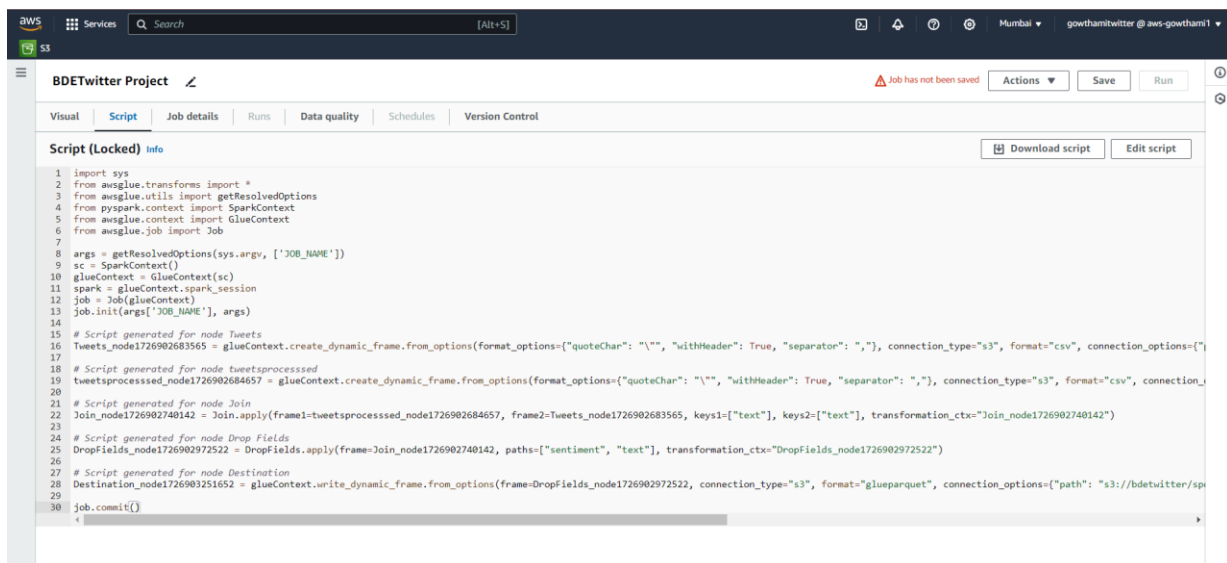 aws Services Search [Alt+S] Mumbai gowthamitwitter @ aws-gowthami1
S3
BDETwitter Project Job has not been saved Actions Save Run
Visual Script Job details Runs Data quality Schedules Version Control
Script (Locked) Info Download script Edit script
1 import sys
2 from awsglue.transforms import *
3 from awsglue.utils import getResolvedOptions
4 from pyspark.context import SparkContext
5 from awsglue.context import GlueContext
6 from awsglue.job import Job
7
8 args = getResolvedOptions(sys.argv, ['JOB_NAME'])
9 sc = SparkContext()
10 glueContext = GlueContext(sc)
11 spark = glueContext.spark_session
12 job = Job(glueContext)
13 job.init(args['JOB_NAME'], args)
14
15 # Script generated for node Tweets
16 Tweets_node1726902683565 = glueContext.create_dynamic_frame.from_options(format_options={"quoteChar": "\"", "withHeader": True, "separator": ","}, connection_type="s3", format="csv", connection_options={"
17
18 # Script generated for node tweetsprocesssed
19 tweetsprocesssed_node1726902684657 = glueContext.create_dynamic_frame.from_options(format_options={"quoteChar": "\"", "withHeader": True, "separator": ","}, connection_type="s3", format="csv", connection_
20
21 # Script generated for node Join
22 Join_node1726902740142 = Join.apply(frame1=tweetsprocesssed_node1726902684657, frame2=Tweets_node1726902683565, keys1=["text"], keys2=["text"], transformation_ctx="Join_node1726902740142")
23
24 # Script generated for node Drop Fields
25 DropFields_node1726902972522 = DropFields.apply(frame=Join_node1726902740142, paths=["sentiment", "text"], transformation_ctx="DropFields_node1726902972522")
26
27 # Script generated for node Destination
28 Destination_node1726903251652 = glueContext.write_dynamic_frame.from_options(frame=DropFields_node1726902972522, connection_type="s3", format="glueparquet", connection_options={"path": "s3://bdetwitter/sp
29
30 job.commit()